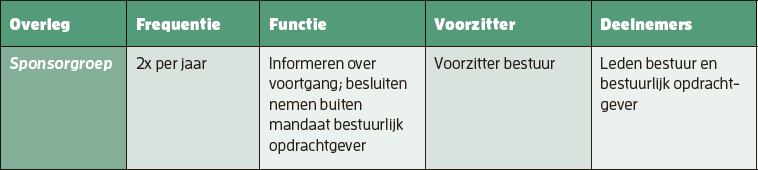 Overleg Frequentie Functie Voorzitter Deelnemers
Sponsorgroep 2x per jaar Informeren over Voorzitter bestuur Leden bestuur en
voortgang; besluiten bestuurlijk opdracht-
nemen buiten gever
mandaat bestuurlijk
opdrachtgever